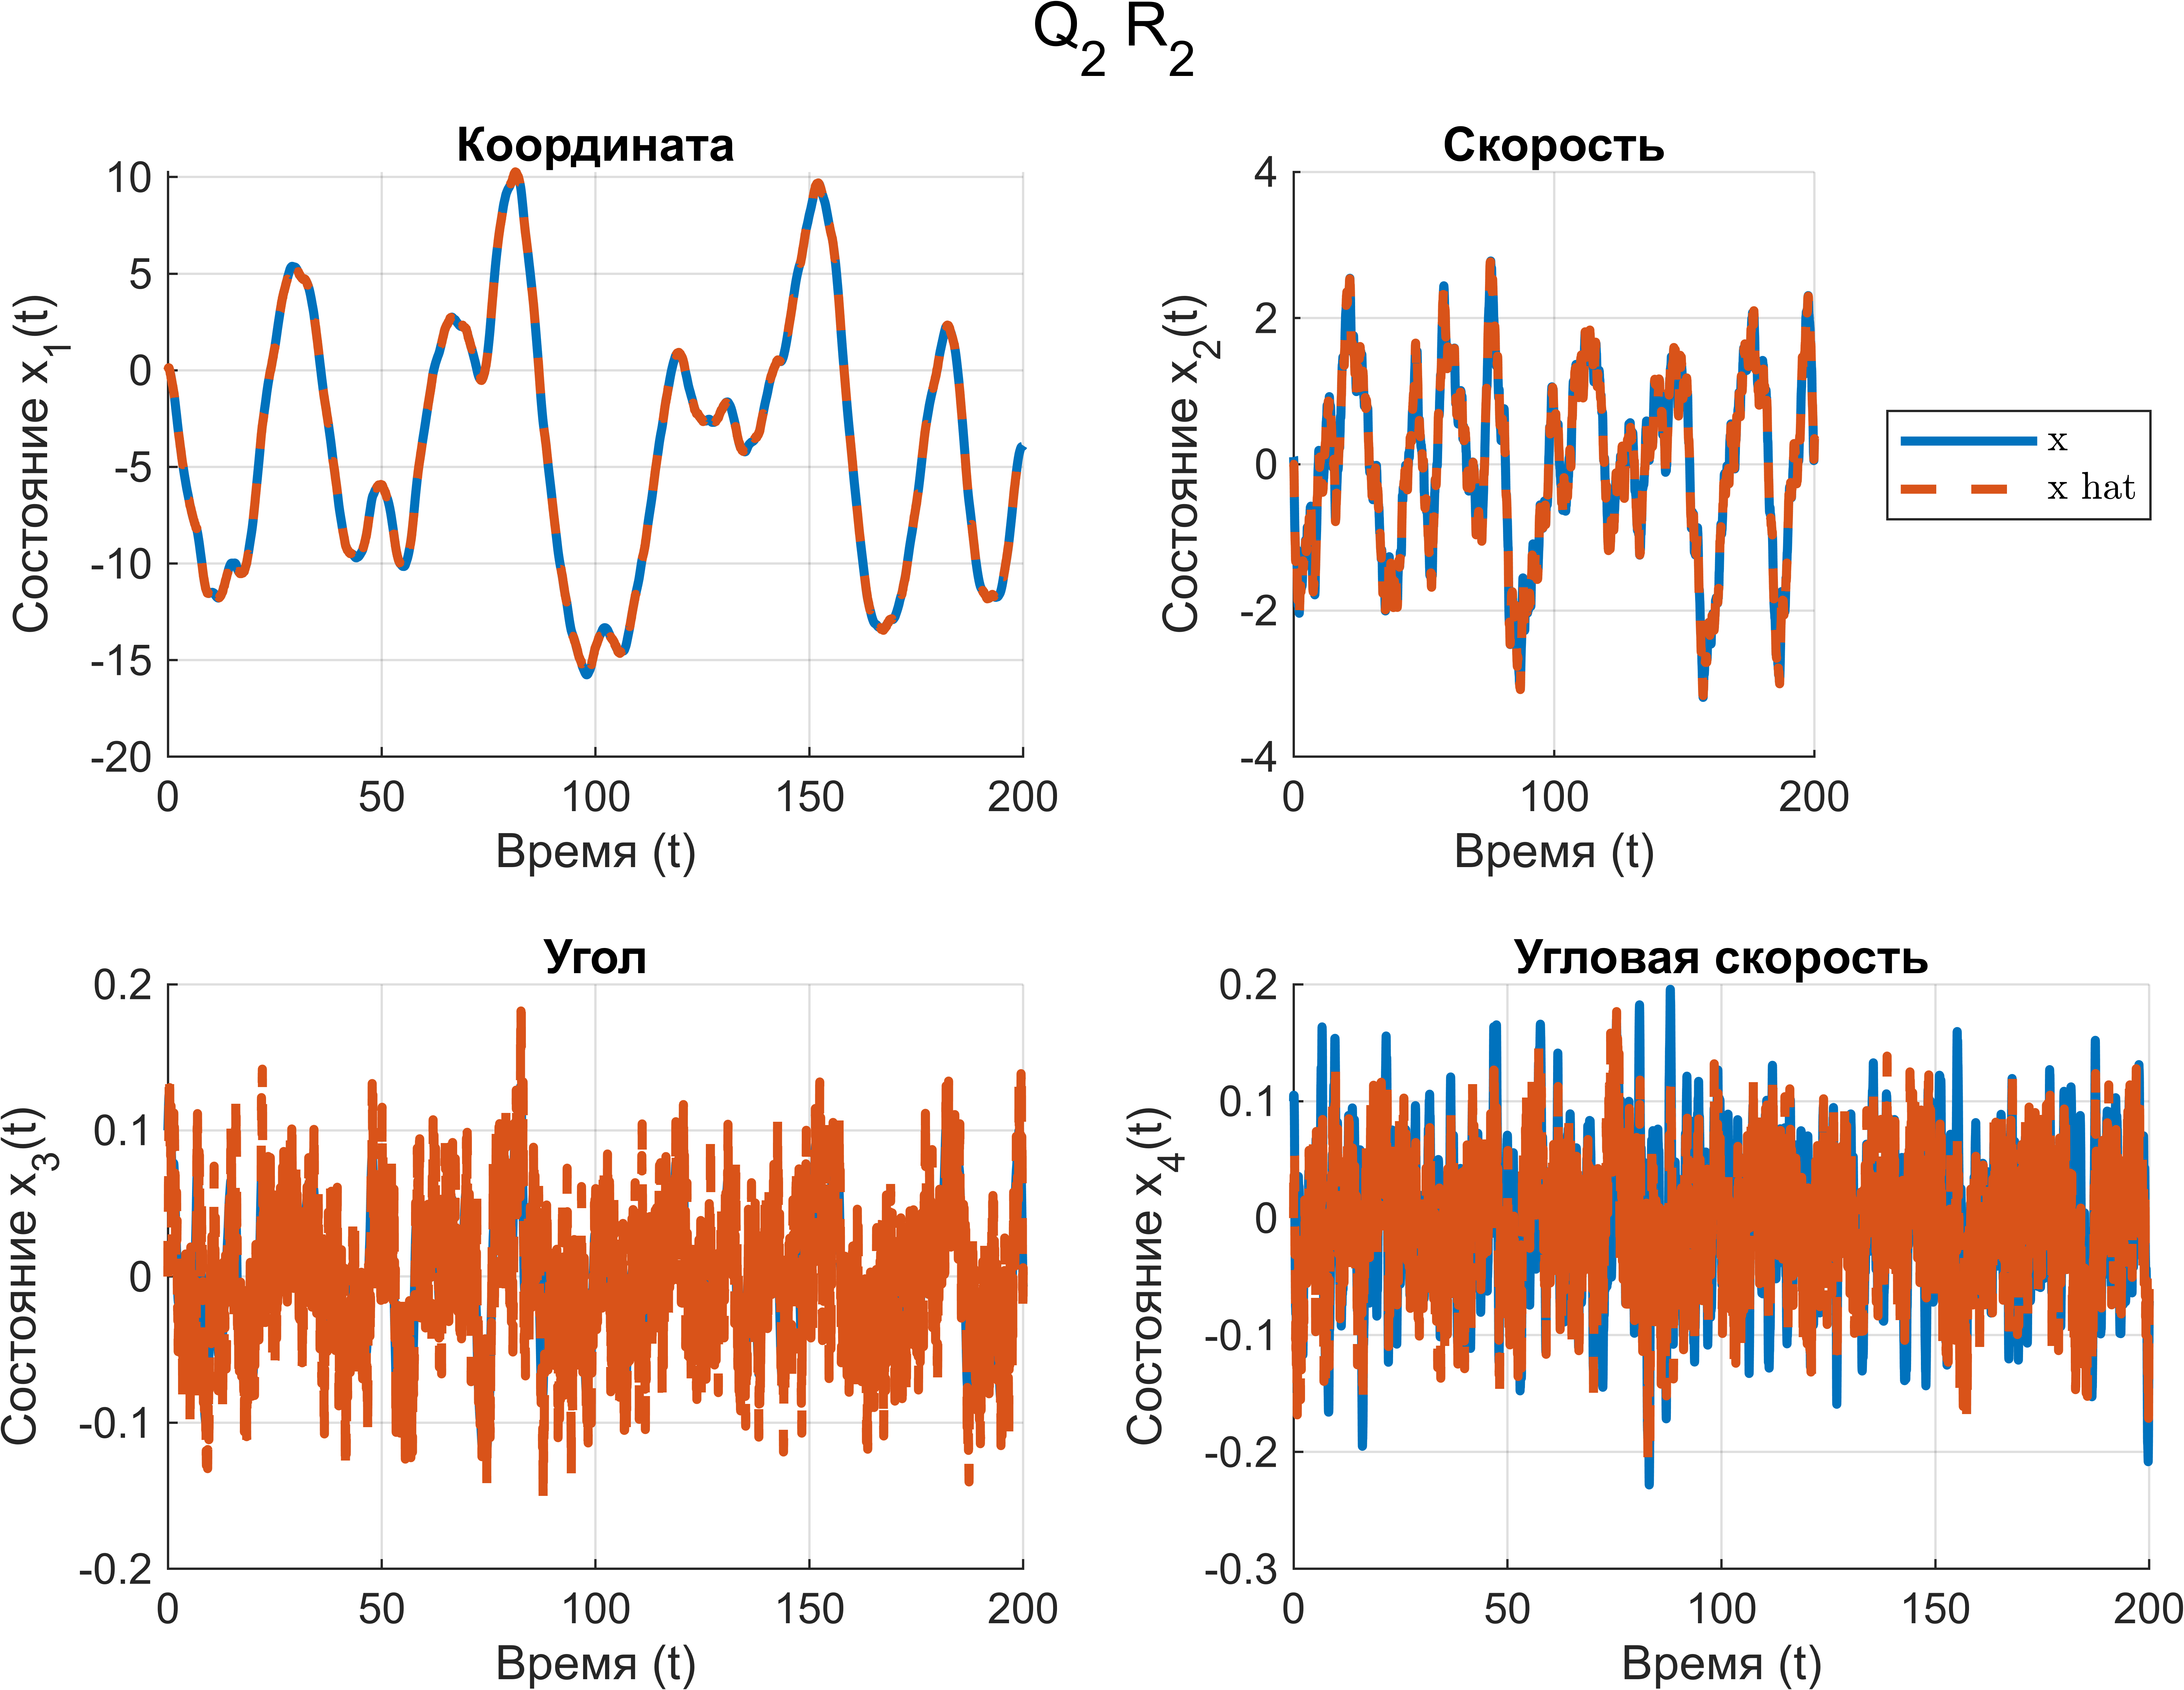 Q2 R2
Координата
Состояние x1(t)
10
5
0
-5
-10
-15
-20
0 50 100 150 200
Время (t)
Скорость
Состояние x2(t)
4
2
0
-2
-4
0 100 200
Время (t)
x
x hat
Угол
Состояние x3(t)
0.2
0.1
0
-0.1
-0.2
0 50 100 150 200
Время (t)
Угловая скорость
Состояние x4(t)
0.2
0.1
0
-0.1
-0.2
-0.3
0 50 100 150 200
Время (t)